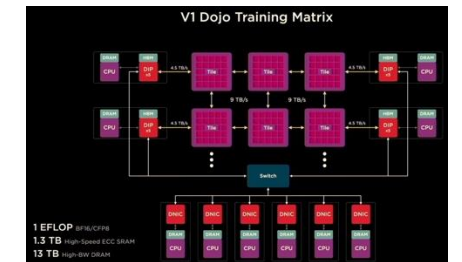 V1 Dojo Training Matrix
DRAM HBM HBM DRAM
CPU DIP x5 4.5 TB/s Tile Tile Tile 4.5 TB/s DIP x5 CPU
9 TB/s 9 TB/s
DRAM HBM HBM DRAM
CPU DIP x5 4.5 TB/s Tile Tile Tile 4.5 TB/s DIP x5 CPU
Switch
DNIC DNIC DNIC DNIC DNIC DNIC
DRAM DRAM DRAM DRAM DRAM DRAM
CPU CPU CPU CPU CPU CPU
1 EFLOP BF16/CFP8
1.3 TB High-Speed ECC SRAM
13 TB High-BW DRAM